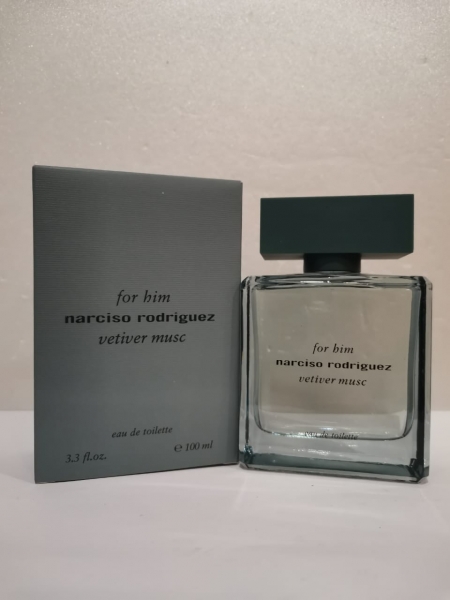 for him
narciso rodriguez
vetiver musc
eau de toilette
3.3 fl.oz. ℮ 100 ml
for him
narciso rodriguez
vetiver musc
eau de toilette